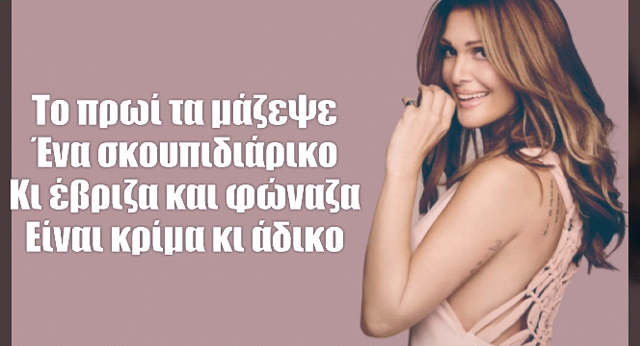 Το πρωί τα μάζεψε
Ένα σκουπιδιάρικο
Κι έβριζα και φώναζα
Είναι κρίμα κι άδικο